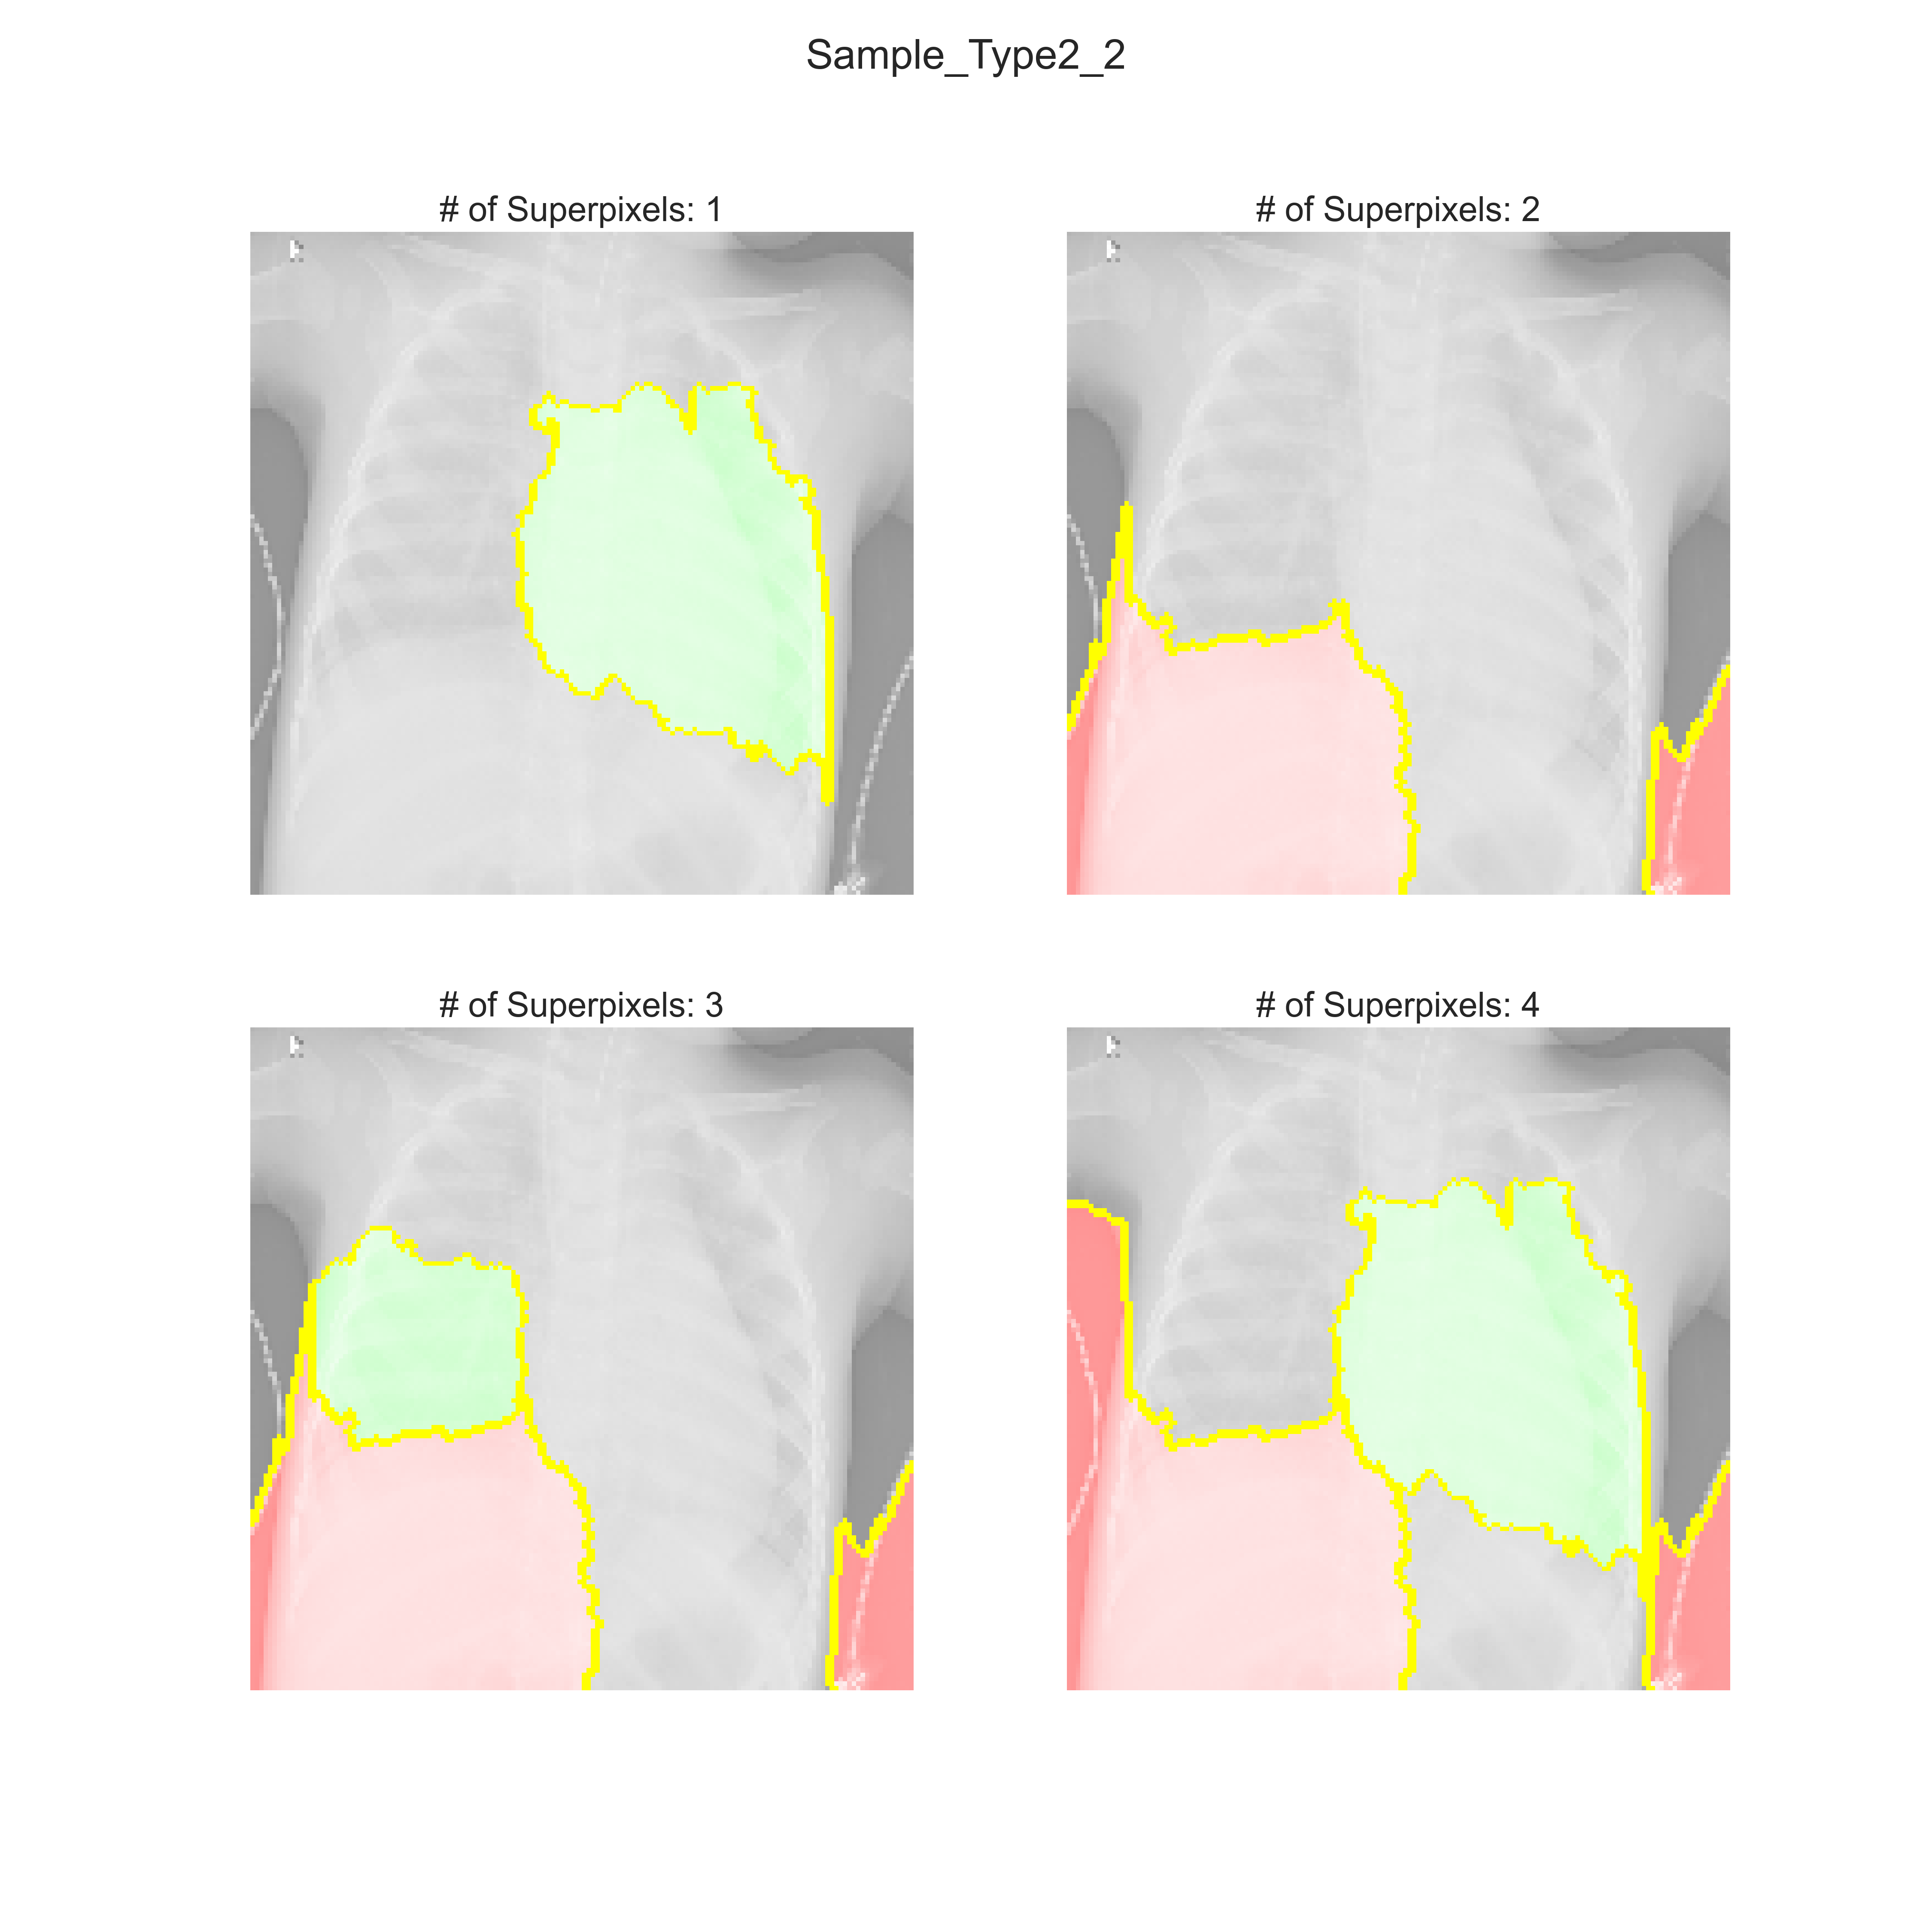 Sample_Type2_2
# of Superpixels: 1
# of Superpixels: 2
# of Superpixels: 3
# of Superpixels: 4